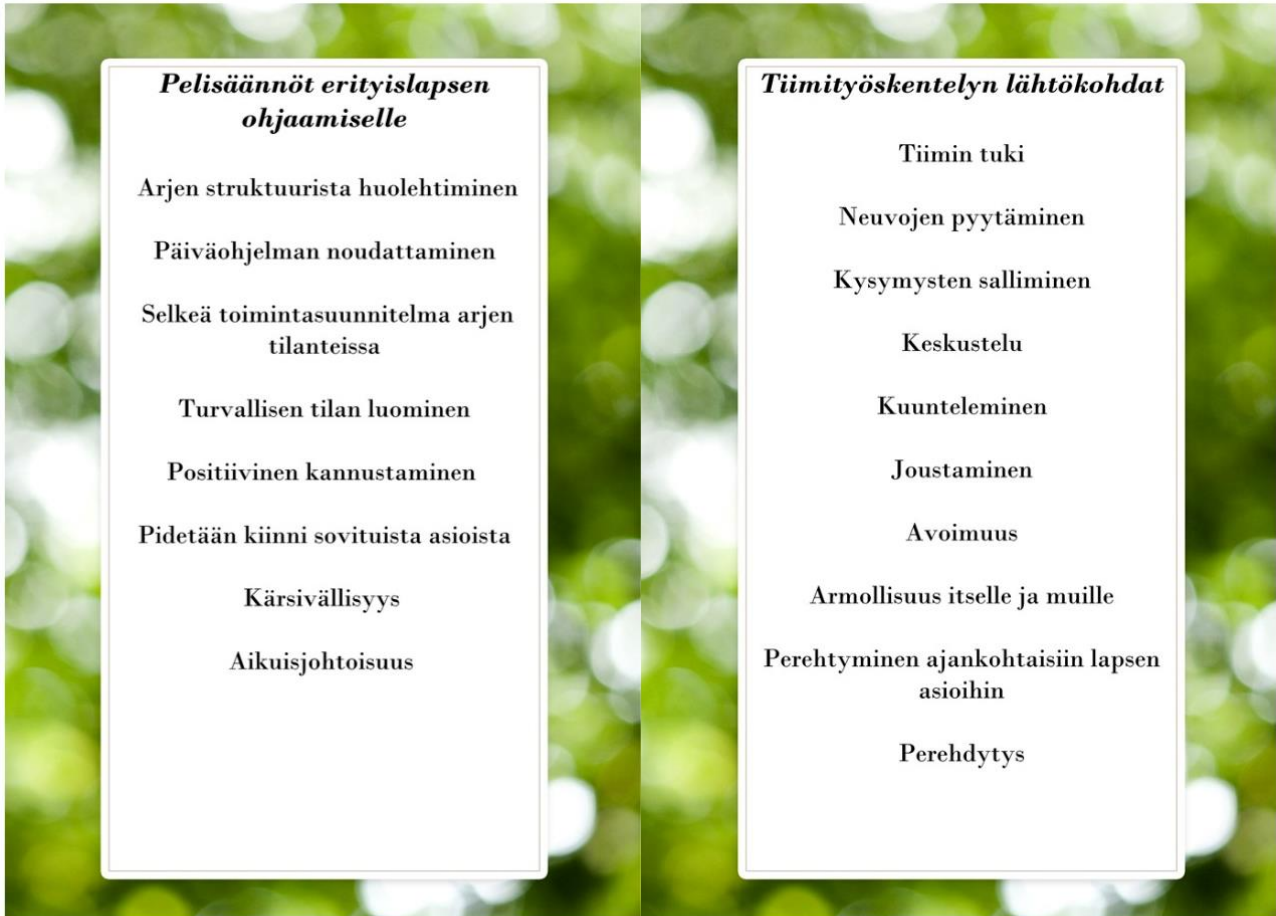 Pelisäännöt erityislapsen
ohjaamiselle
Arjen struktuurista huolehtiminen
Päiväohjelman noudattaminen
Selkeä toimintasuunnitelma arjen
tilanteissa
Turvallisen tilan luominen
Positiivinen kannustaminen
Pidetään kiinni sovituista asioista
Kärsivällisyys
Aikuisjohtoisuus
Tiimityöskentelyn lähtökohdat
Tiimin tuki
Neuvojen pyytäminen
Kysymysten salliminen
Keskustelu
Kuunteleminen
Joustaminen
Avoimuus
Armollisuus itselle ja muille
Perehtyminen ajankohtaisiin lapsen
asioihin
Perehdytys